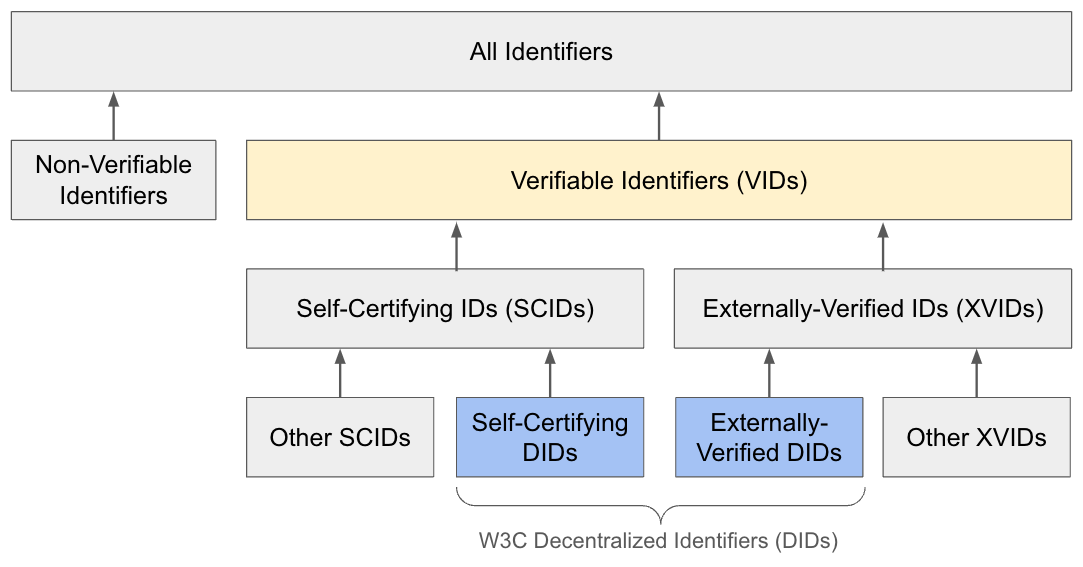 All Identifiers
Non-Verifiable
Identifiers
Verifiable Identifiers (VIDs)
Self-Certifying IDs (SCIDs)
Externally-Verified IDs (XVIDs)
Other SCIDs
Self-Certifying
DIDs
Externally-
Verified DIDs
Other XVIDs
W3C Decentralized Identifiers (DIDs)